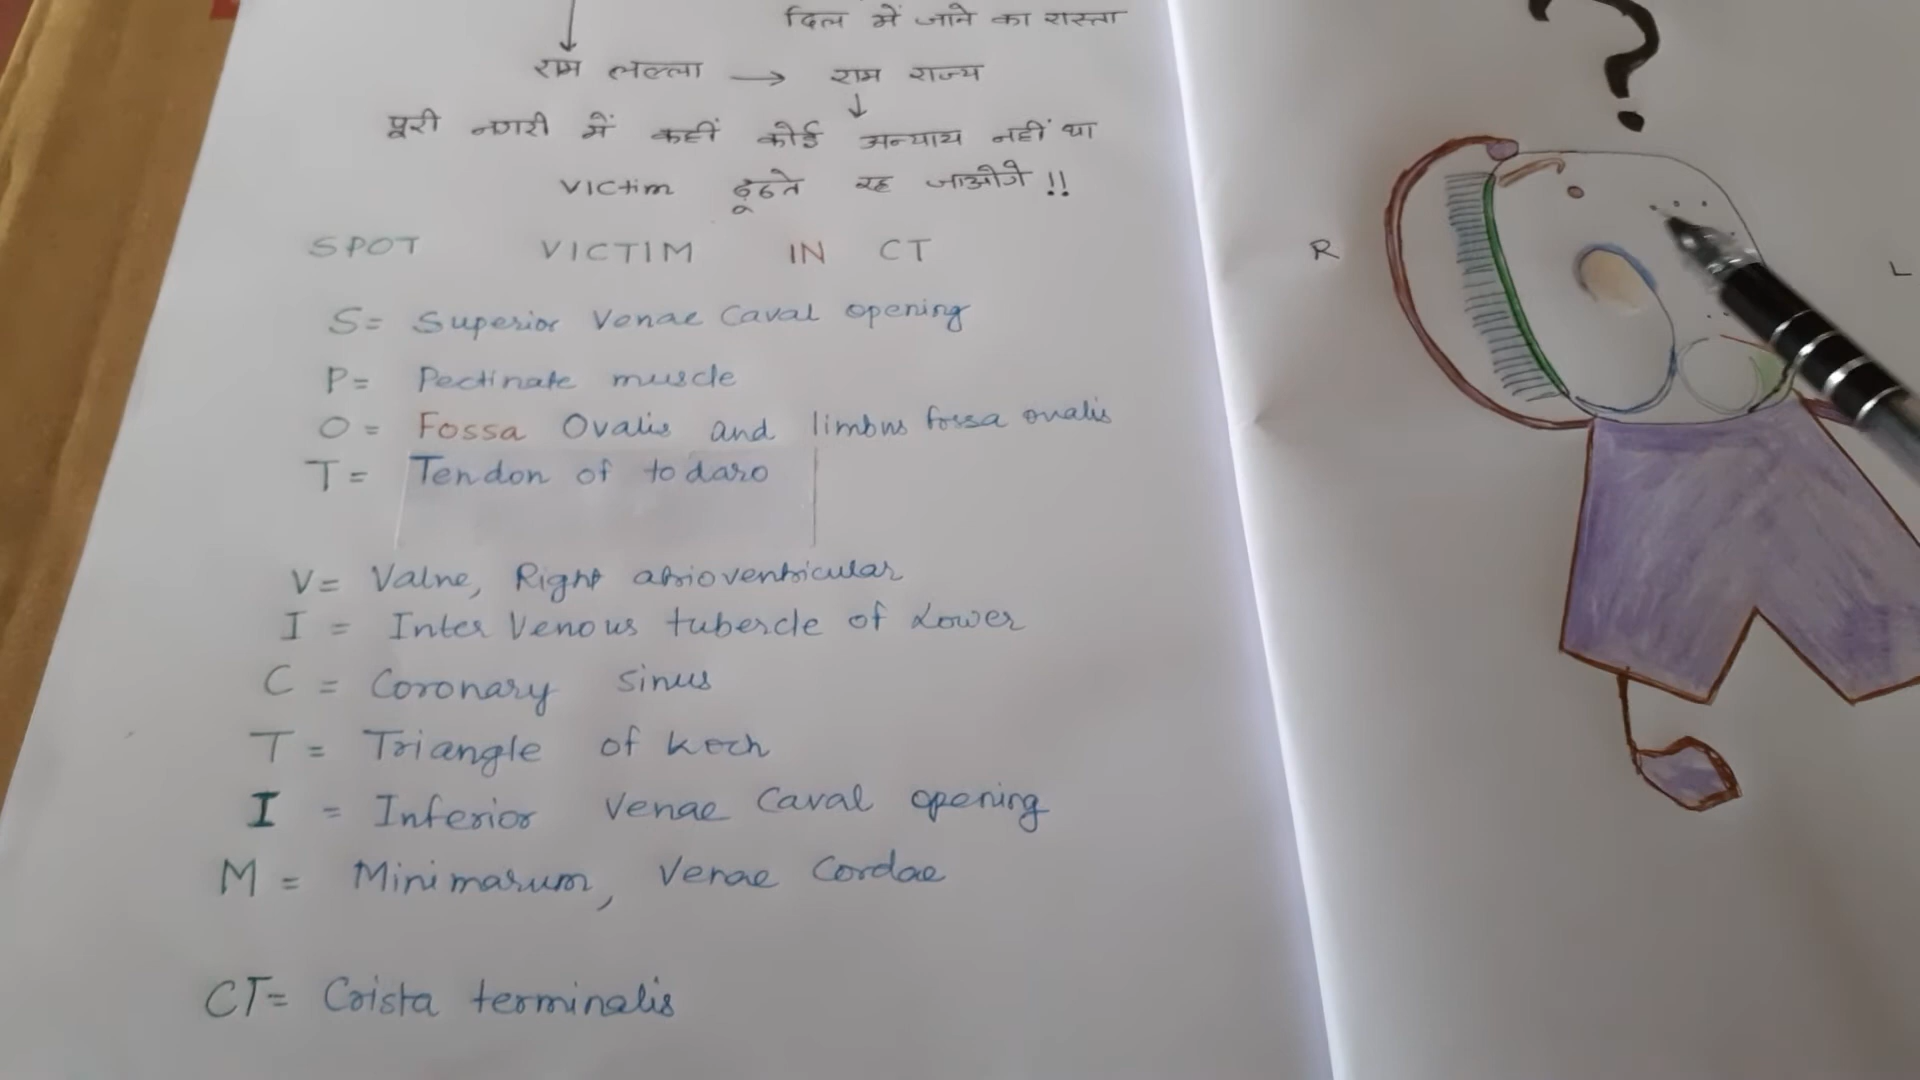 दिल में जाने का रास्ता
राम लल्ला → राम राज्य
पूरी नगरी में कहीं कोई अन्याय नहीं था
VICtim ढूढते रह जाओगे !!
SPOT VICTIM IN CT
S= Superior Venae Caval opening
P= Pectinate muscle
O = Fossa Ovalis and limbus fossa ovalis
T = Tendon of todaro
V = Valve, Right atrioventricular
I = Inter Venous tubercle of Lower
C = Coronary sinus
T = Triangle of koch
I = Inferior Venae Caval opening
M = Minimarum, Venae Cordae
CT= Crista terminalis
?
R
L